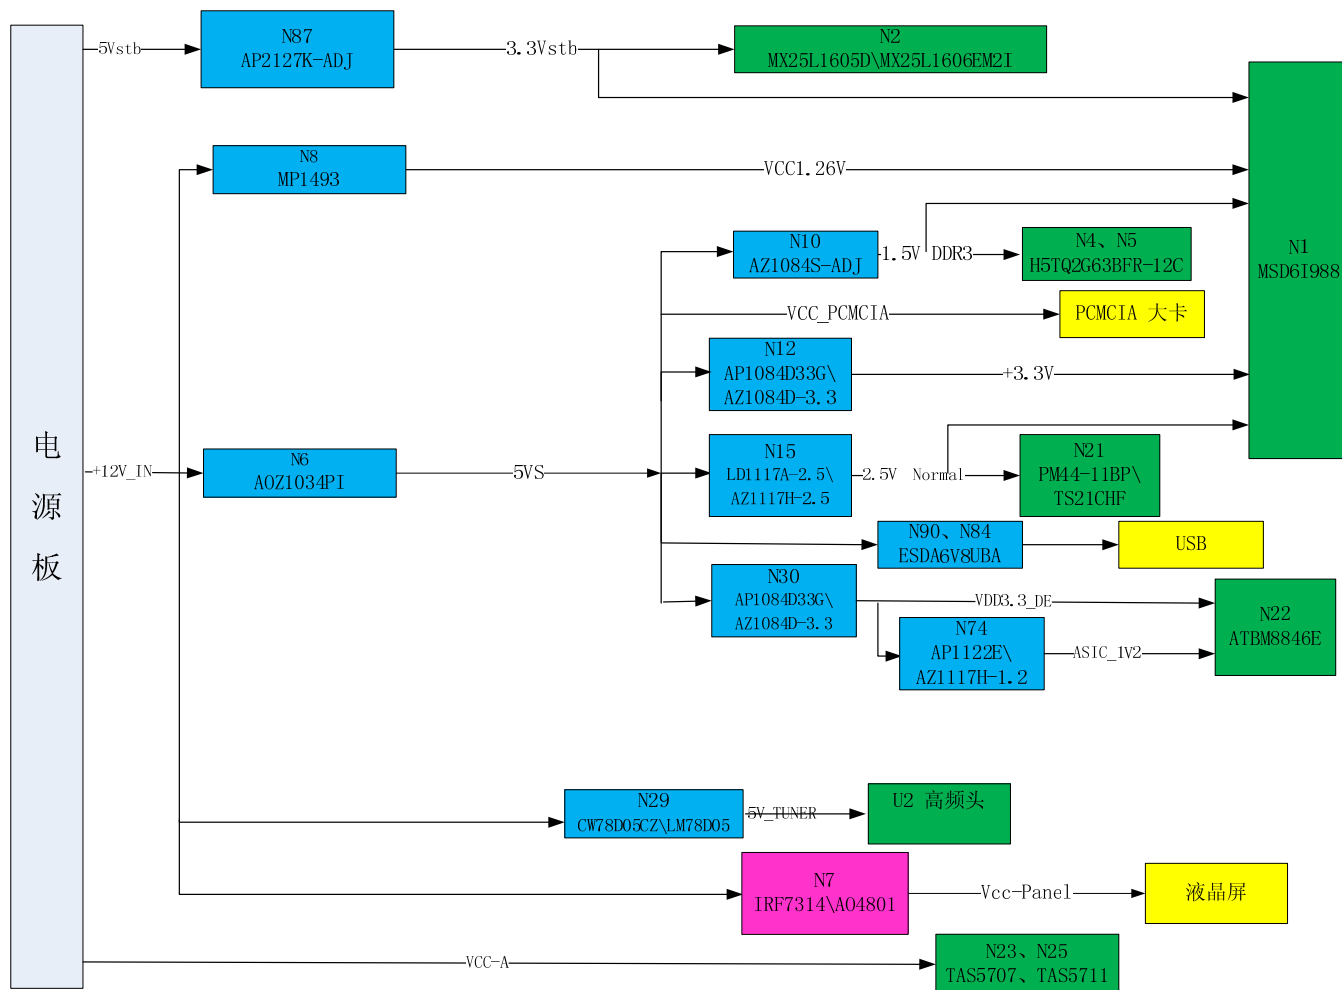 5Vstb
N87
AP2127K-ADJ
3.3Vstb
N2
MX25L1605D\MX25L1606EM2I
N8
MP1493
VCC1.26V
N10
AZ1084S-ADJ
1.5V DDR3
N4、N5
H5TQ2G63BFR-12C
N1
MSD6I988
VCC_PCMCIA
PCMCIA 大卡
N12
AP1084D33G\
AZ1084D-3.3
+3.3V
电
源
板
+12V_IN
N6
AOZ1034PI
5VS
N15
LD1117A-2.5\
AZ1117H-2.5
2.5V Normal
N21
PM44-11BP\
TS21CHF
N90、N84
ESDA6V8UBA
USB
N30
AP1084D33G\
AZ1084D-3.3
VDD3.3_DE
N74
AP1122E\
AZ1117H-1.2
ASIC_1V2
N22
ATBM8846E
N29
CW78D05CZ\LM78D05
5V_TUNER
U2 高频头
N7
IRF7314\AO4801
Vcc-Panel
液晶屏
VCC-A
N23、N25
TAS5707、TAS5711